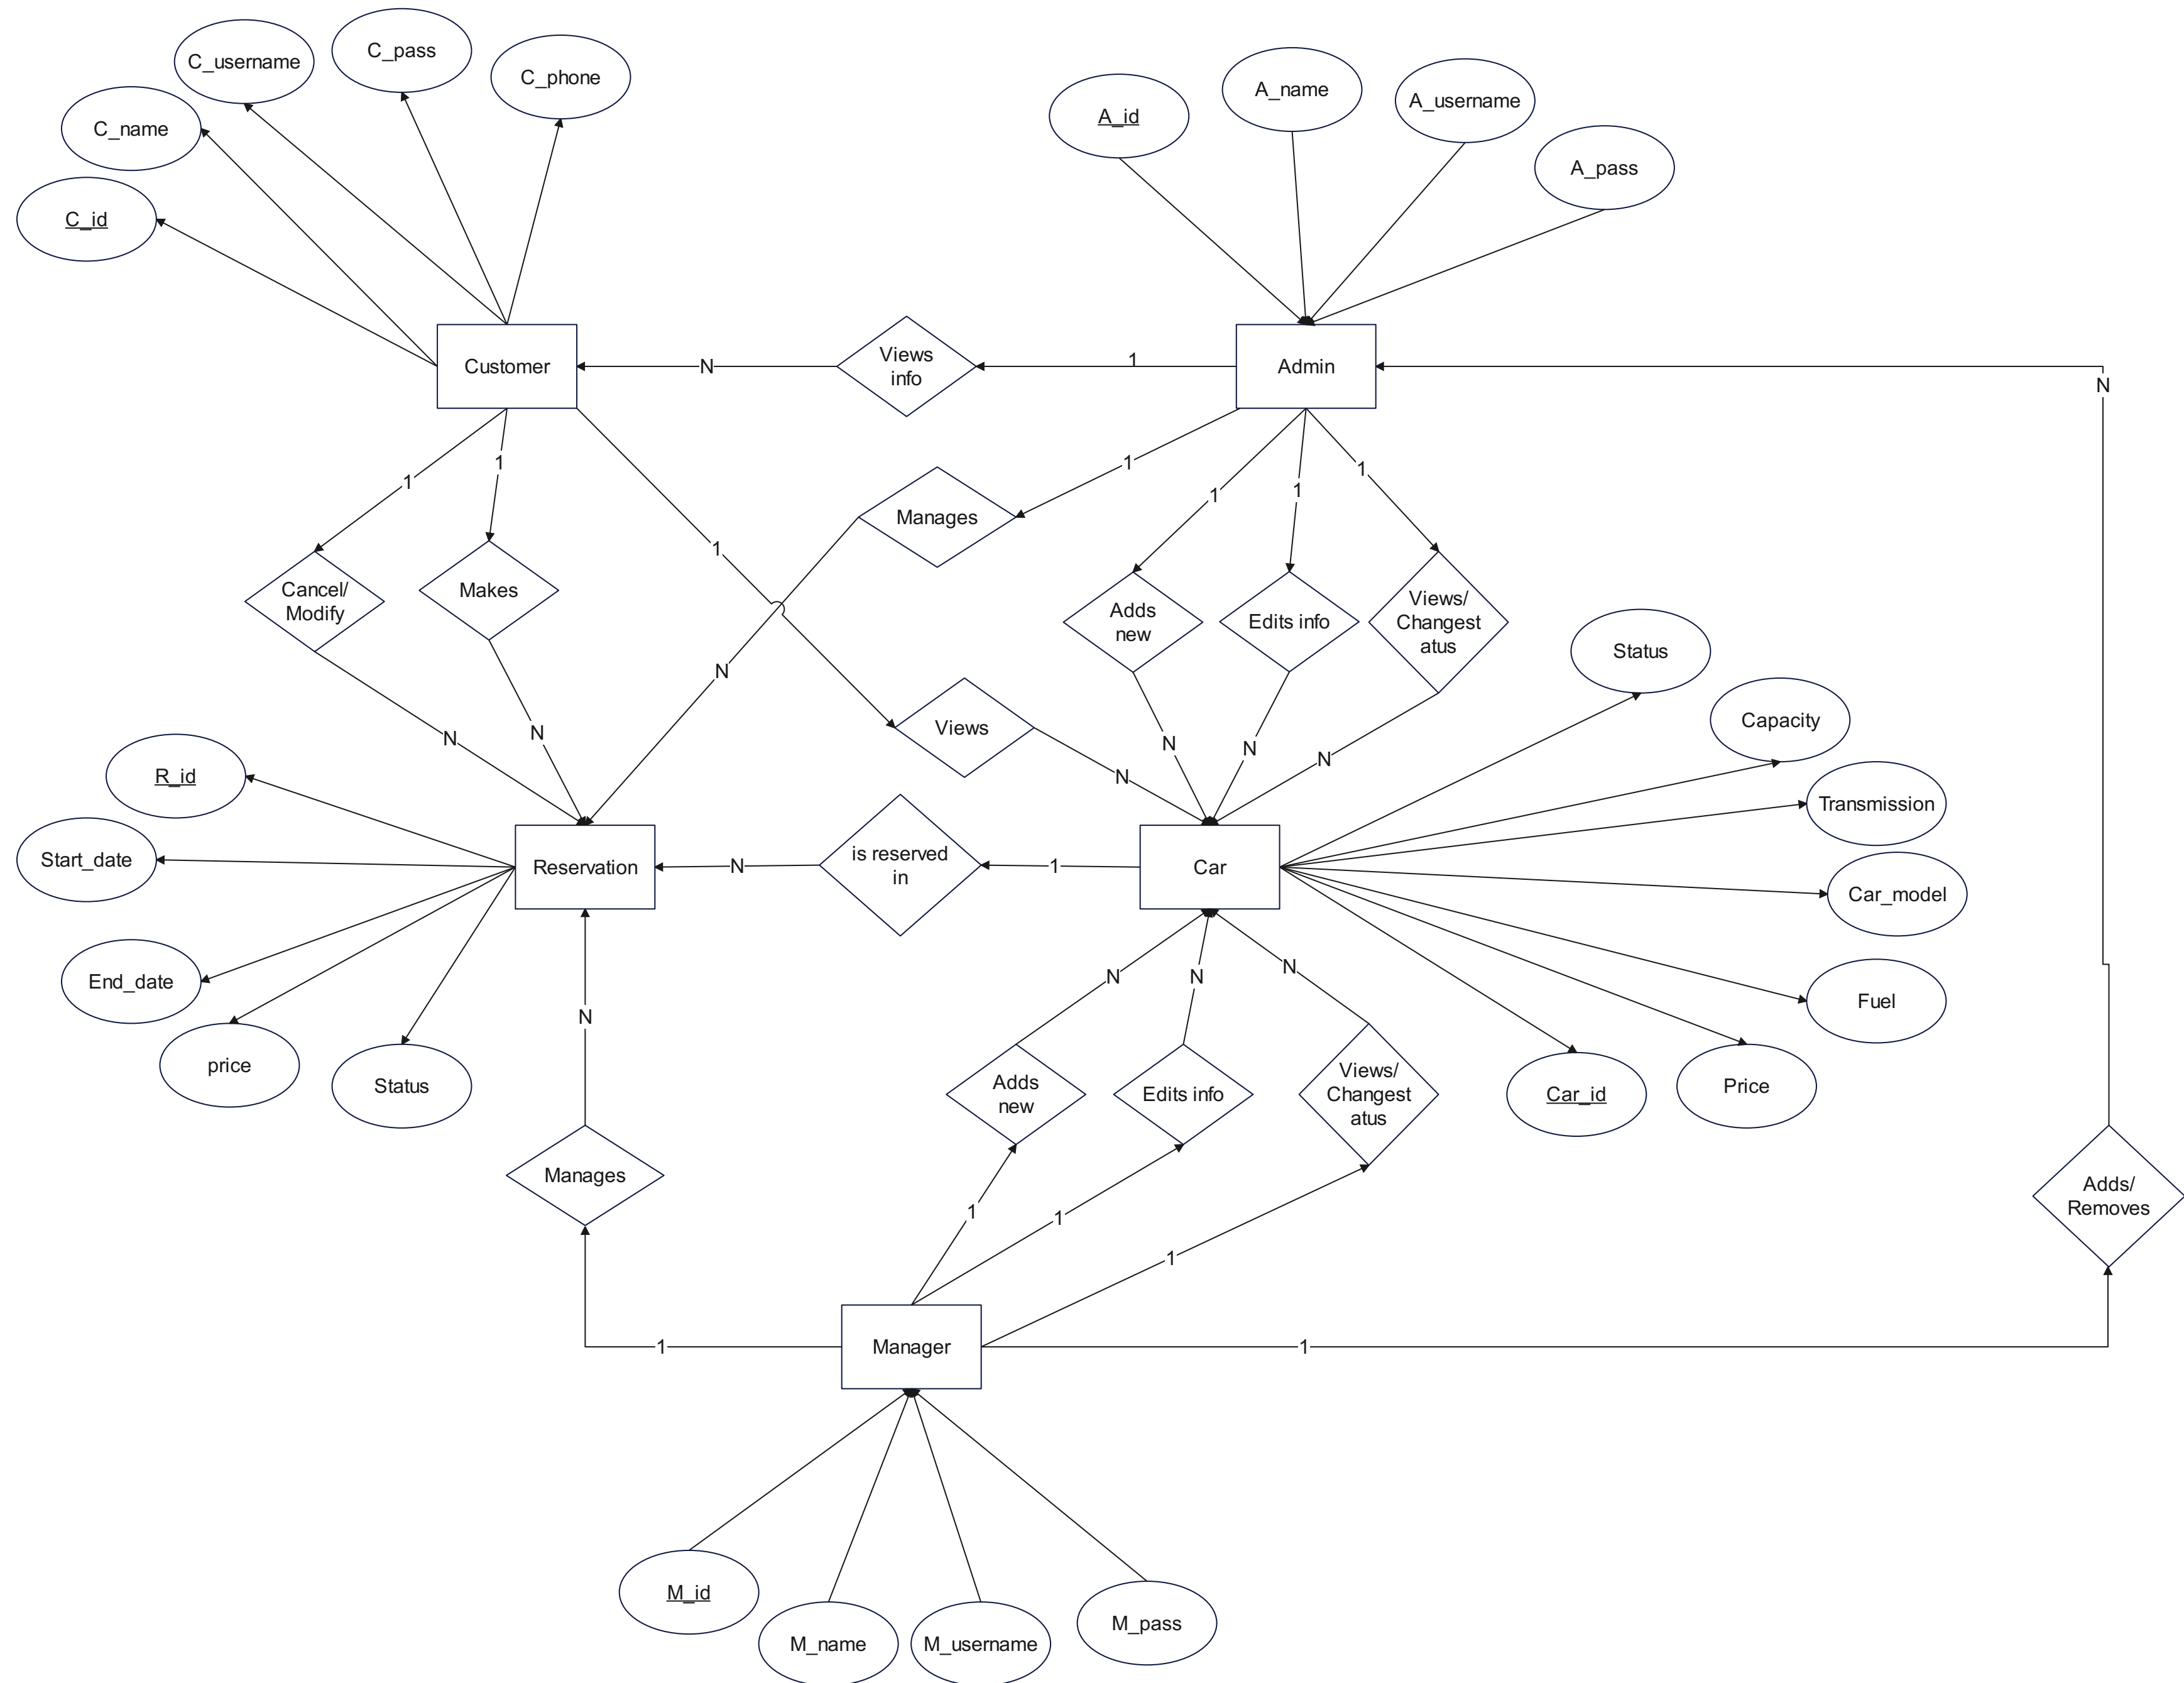 C_pass
C_username
C_phone
A_name
A_username
A_id
C_name
A_pass
C_id
Customer
N
Views
info
1
Admin
N
1
1
1
1
1
1
Manages
1
Cancel/
Modify
Makes
Adds
new
Edits info
Views/
Changest
atus
N
Status
Views
Capacity
N
N
N
N
N
N
R_id
Transmission
Start_date
Reservation
N
is reserved
in
1
Car
Car_model
End_date
N
N
N
Fuel
N
price
Status
Adds
new
Edits info
Views/
Changest
atus
Car_id
Price
Manages
Adds/
Removes
1
1
1
1
Manager
1
M_id
M_name
M_username
M_pass